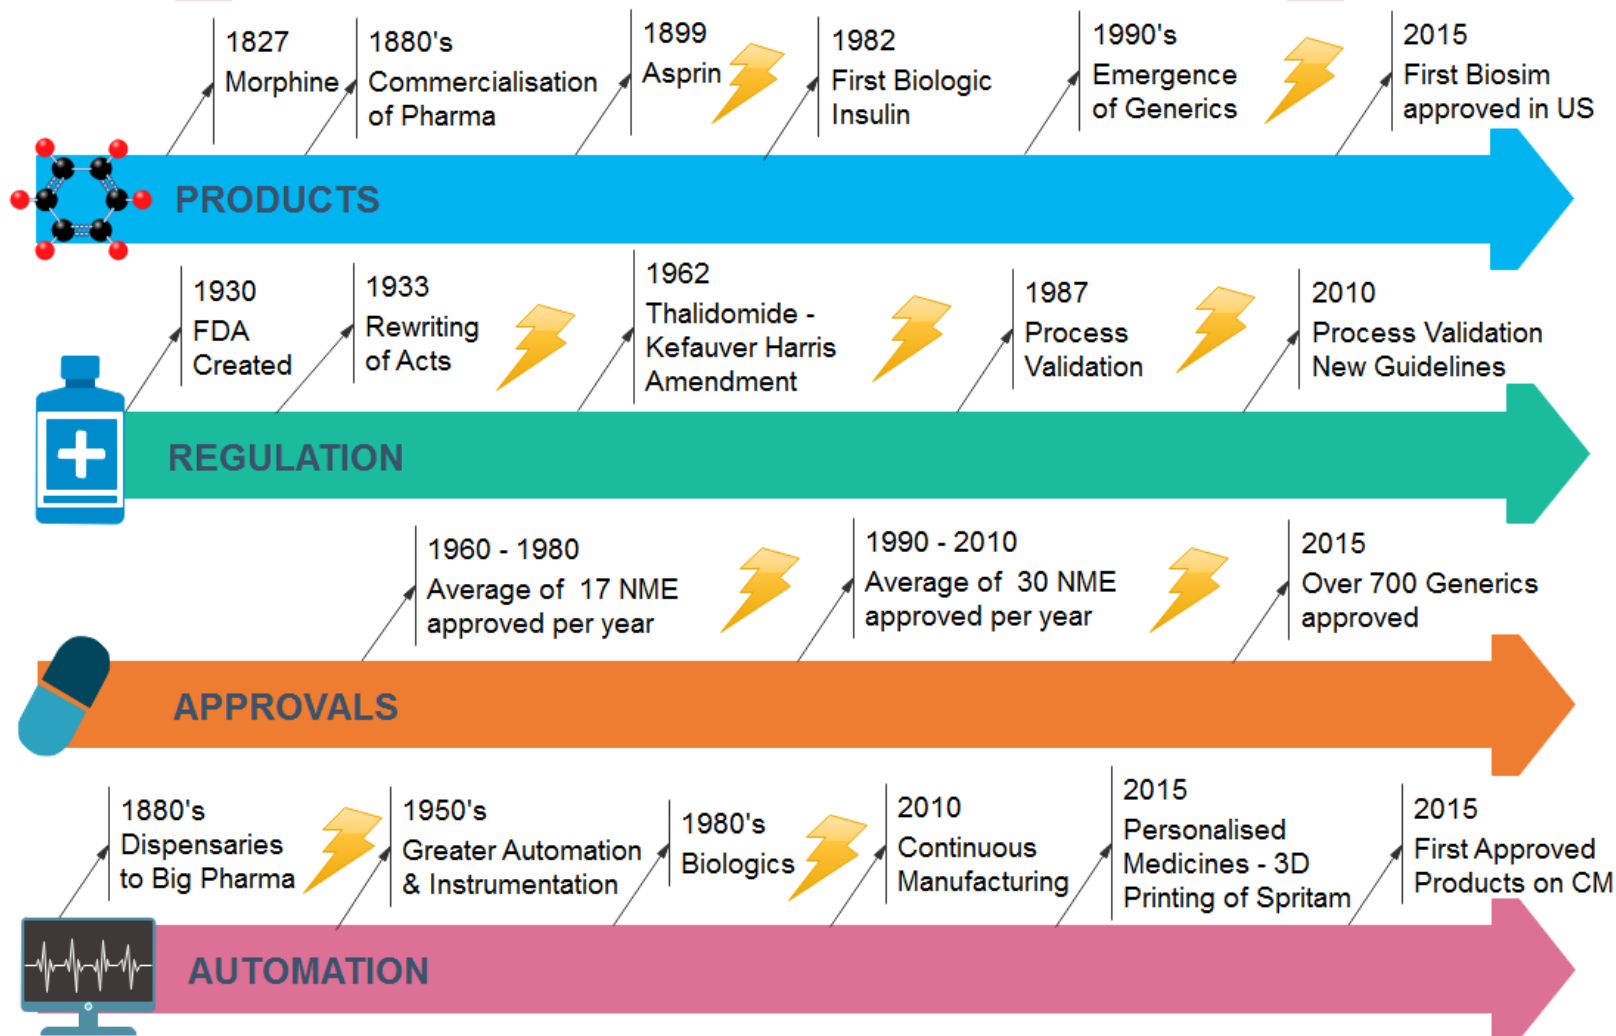 1827
Morphine
1880's
Commercialisation
of Pharma
1899
Asprin
1982
First Biologic
Insulin
1990's
Emergence
of Generics
2015
First Biosim
approved in US
PRODUCTS
1930
FDA
Created
1933
Rewriting
of Acts
1962
Thalidomide -
Kefauver Harris
Amendment
1987
Process
Validation
2010
Process Validation
New Guidelines
REGULATION
1960 - 1980
Average of 17 NME
approved per year
1990 - 2010
Average of 30 NME
approved per year
2015
Over 700 Generics
approved
APPROVALS
1880's
Dispensaries
to Big Pharma
1950's
Greater Automation
& Instrumentation
1980's
Biologics
2010
Continuous
Manufacturing
2015
Personalised
Medicines - 3D
Printing of Spritam
2015
First Approved
Products on CM
AUTOMATION